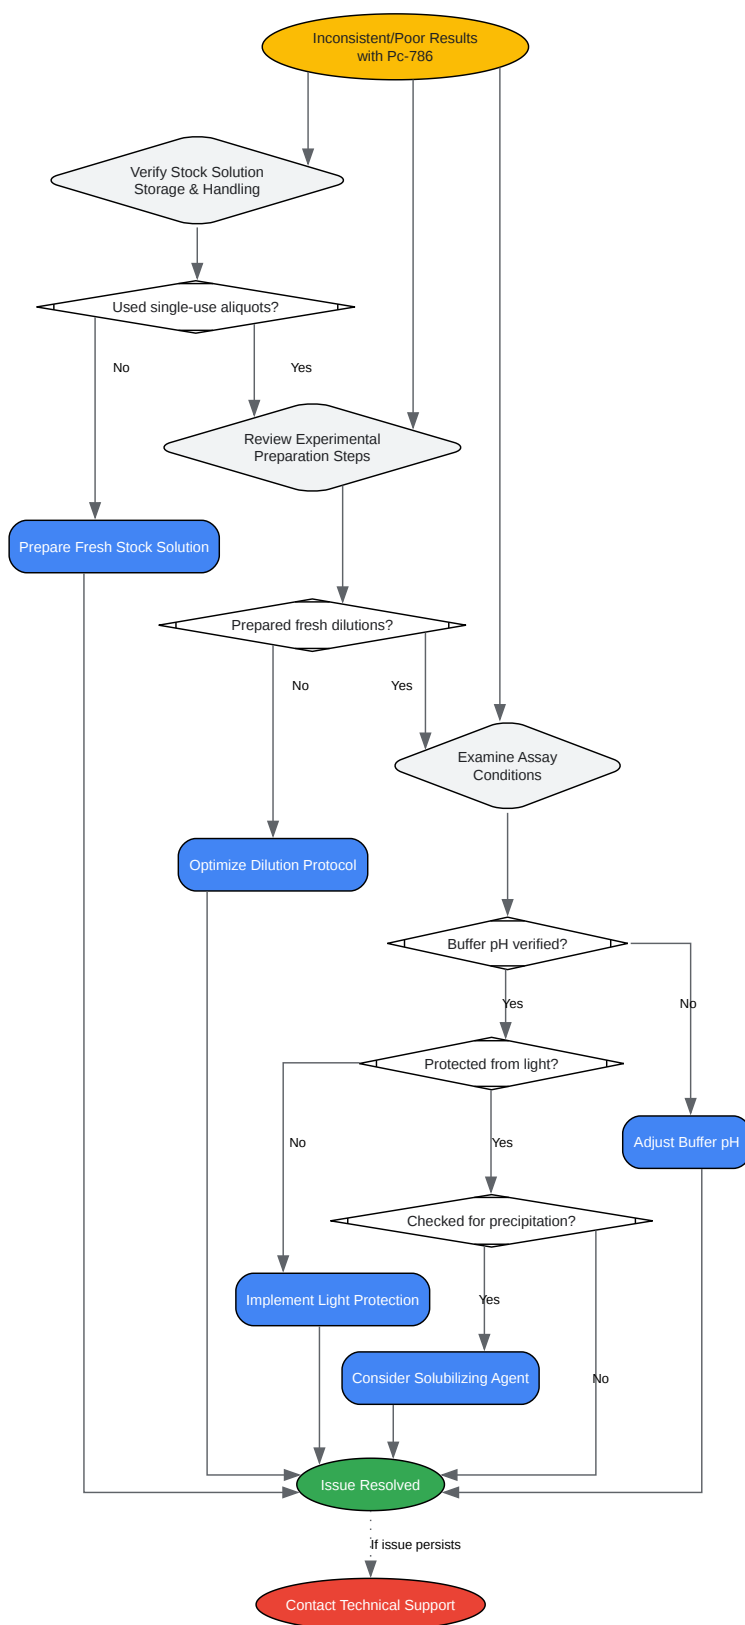 Inconsistent/Poor Results
with Pc-786
Verify Stock Solution
Storage & Handling
Used single-use aliquots?
No
Yes
Review Experimental
Preparation Steps
Prepare Fresh Stock Solution
Prepared fresh dilutions?
No
Yes
Examine Assay
Conditions
Optimize Dilution Protocol
Buffer pH verified?
Yes
No
Protected from light?
No
Yes
Adjust Buffer pH
Checked for precipitation?
Implement Light Protection
Yes
Consider Solubilizing Agent
No
Issue Resolved
If issue persists
Contact Technical Support